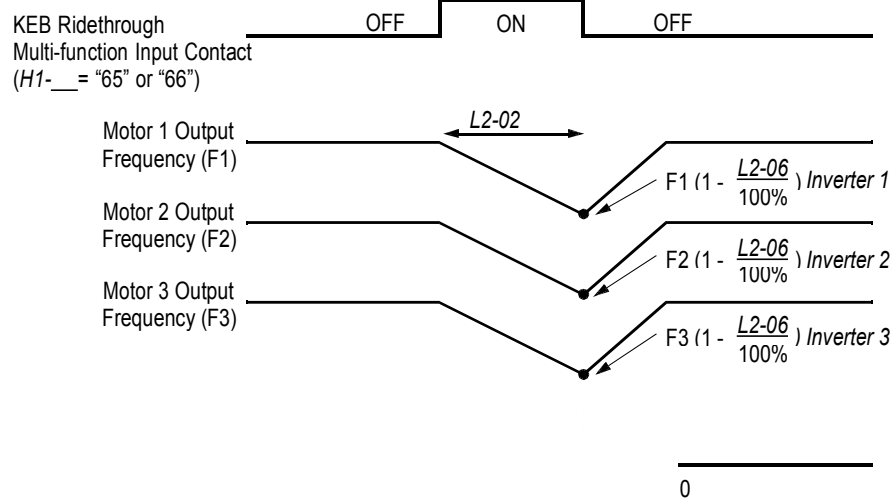 KEB Ridethrough
Multi-function Input Contact
(H1-__= “65” or “66”)
OFF ON OFF
L2-02
Motor 1 Output
Frequency (F1)
F1 (1 - L2-06 / 100% ) Inverter 1
Motor 2 Output
Frequency (F2)
F2 (1 - L2-06 / 100% ) Inverter 2
Motor 3 Output
Frequency (F3)
F3 (1 - L2-06 / 100% ) Inverter 3
0